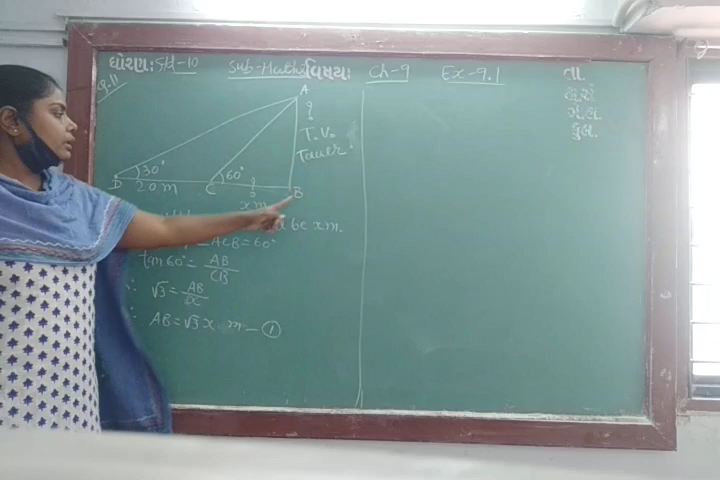 ધોરણ: Std-10 Sub-Maths વિષય: Ch-9 Ex-9.1 તા.
Q.11
A
?
T.V.
Tower
30° 60°
D 20 m C ? B
x m
be x m.
ACB = 60°
tan 60° = AB/CB
∴ √3 = AB/x
∴ AB = √3 x m — ①